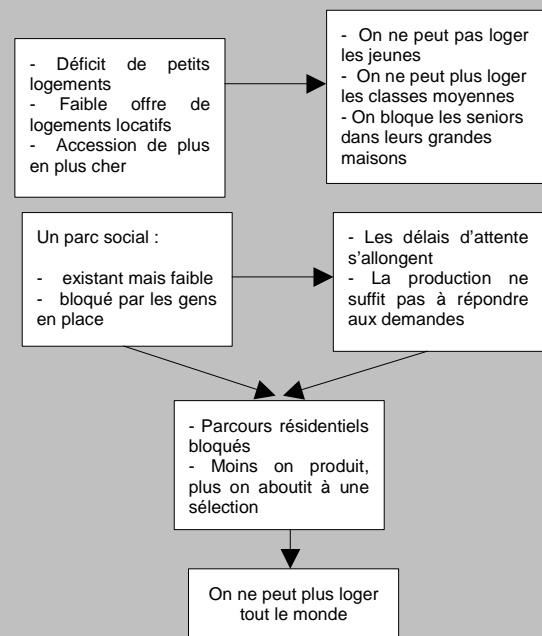 - Déficit de petits
logements
- Faible offre de
logements locatifs
- Accession de plus
en plus cher
- On ne peut pas loger
les jeunes
- On ne peut plus loger
les classes moyennes
- On bloque les seniors
dans leurs grandes
maisons
Un parc social :
- existant mais faible
- bloqué par les gens
en place
- Les délais d'attente
s'allongent
- La production ne
suffit pas à répondre
aux demandes
- Parcours résidentiels
bloqués
- Moins on produit,
plus on aboutit à une
sélection
On ne peut plus loger
tout le monde